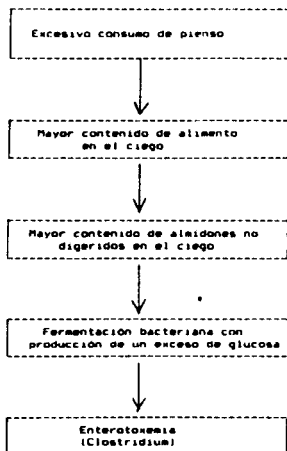 Excesivo consumo de pienso
Mayor contenido de alimento
en el ciego
Mayor contenido de almidones no
digeridos en el ciego
Fermentación bacteriana con
producción de un exceso de glucosa
Enterotoxemia
(Clostridium)